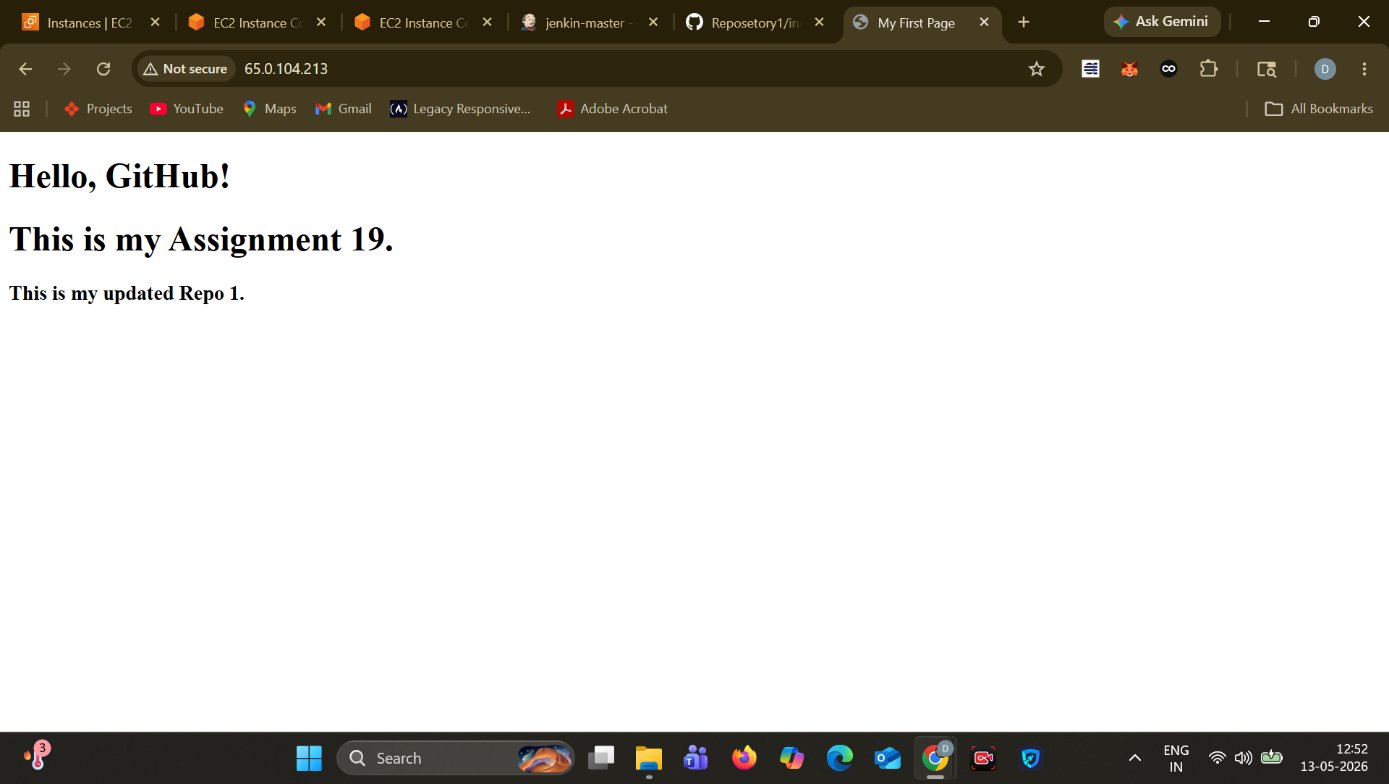 Instances | EC2
EC2 Instance Co
EC2 Instance Co
jenkin-master -
Reposetory1/in
My First Page
Ask Gemini
Not secure
65.0.104.213
D
Projects
YouTube
Maps
Gmail
Legacy Responsive...
Adobe Acrobat
All Bookmarks
Hello, GitHub!
This is my Assignment 19.
This is my updated Repo 1.
3
Search
D
ENG
IN
12:52
13-05-2026